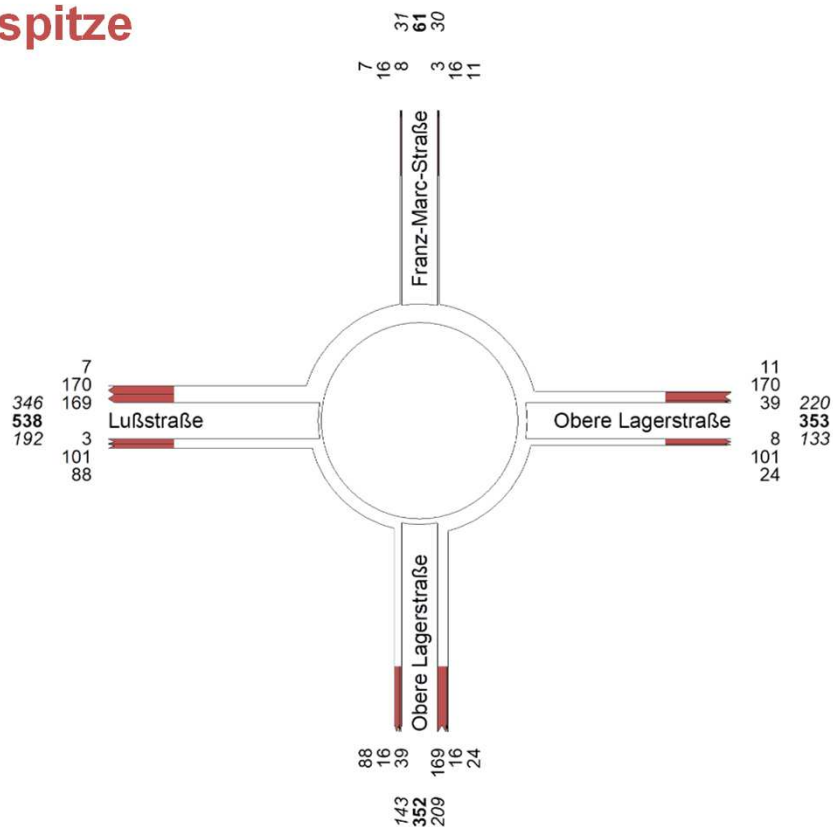 spitze
31 61 30
7 16 8 3 16 11
Franz-Marc-Straße
7
170
346 169
538 Lußstraße
192 3
101
88
11
170
39 220
Obere Lagerstraße 353
8 133
101
24
Obere Lagerstraße
88 16 39 169 16 24
143 352 209